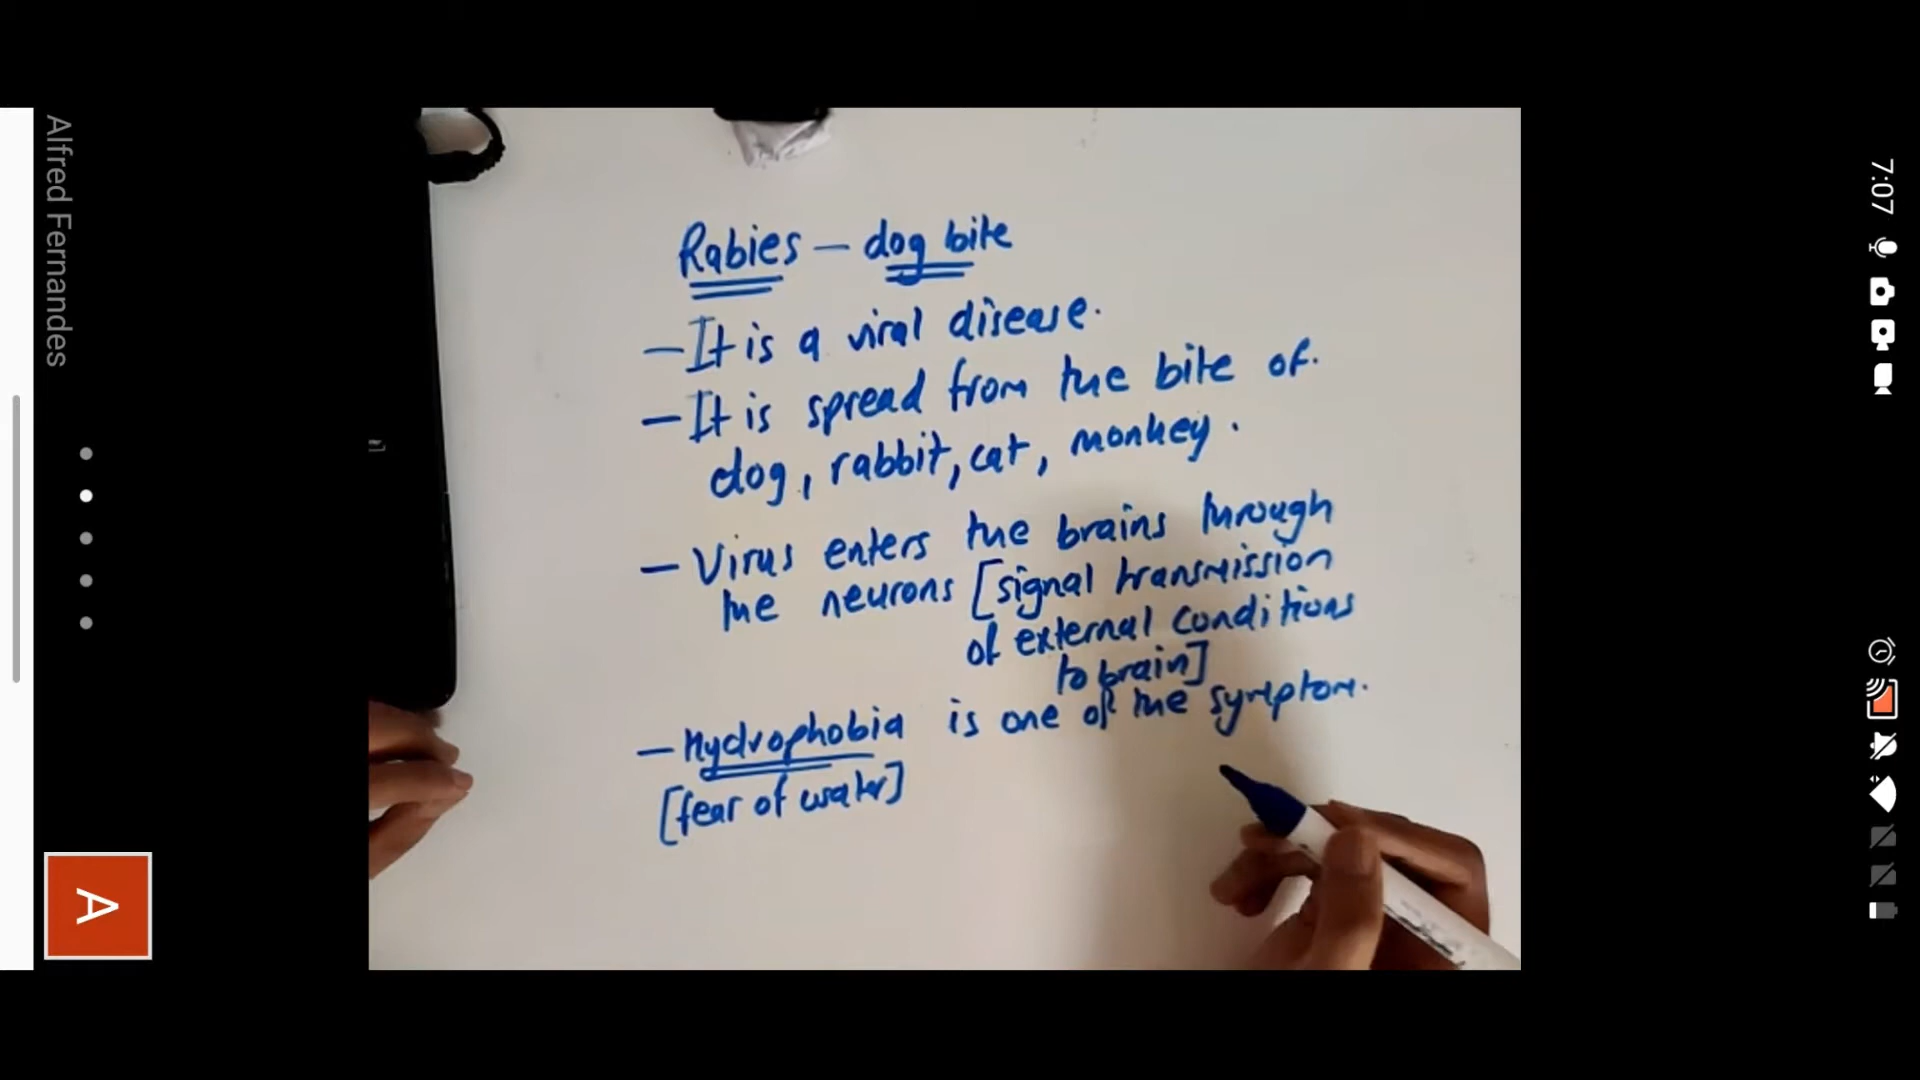 Alfred Fernandes
7:07
A
Rabies – dog bite
– It is a viral disease.
– It is spread from the bite of.
dog, rabbit, cat, monkey.
– Virus enters the brains through
the neurons [signal transmission
of external conditions
to brain]
– Hydrophobia is one of the symptom.
[fear of water]